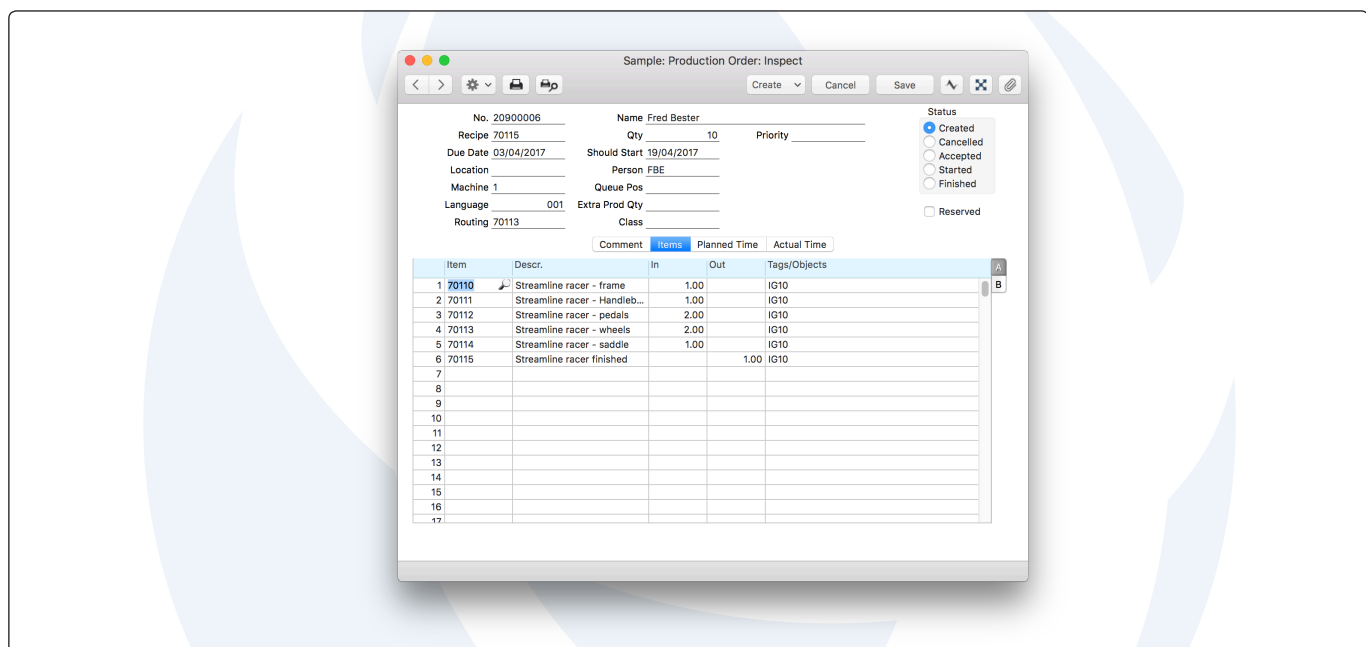 Sample: Production Order: Inspect
Create Cancel Save
No. 20900006 Name Fred Bester Status
Recipe 70115 Qty 10 Priority Created
Cancelled
Due Date 03/04/2017 Should Start 19/04/2017 Accepted
Location Person FBE Started
Machine 1 Queue Pos Finished
Language 001 Extra Prod Qty Reserved
Routing 70113 Class
Comment Items Planned Time Actual Time
Item Descr. In Out Tags/Objects A
1 70110 Streamline racer - frame 1.00 IG10 B
2 70111 Streamline racer - Handleb... 1.00 IG10
3 70112 Streamline racer - pedals 2.00 IG10
4 70113 Streamline racer - wheels 2.00 IG10
5 70114 Streamline racer - saddle 1.00 IG10
6 70115 Streamline racer finished 1.00 IG10
7
8
9
10
11
12
13
14
15
16
17